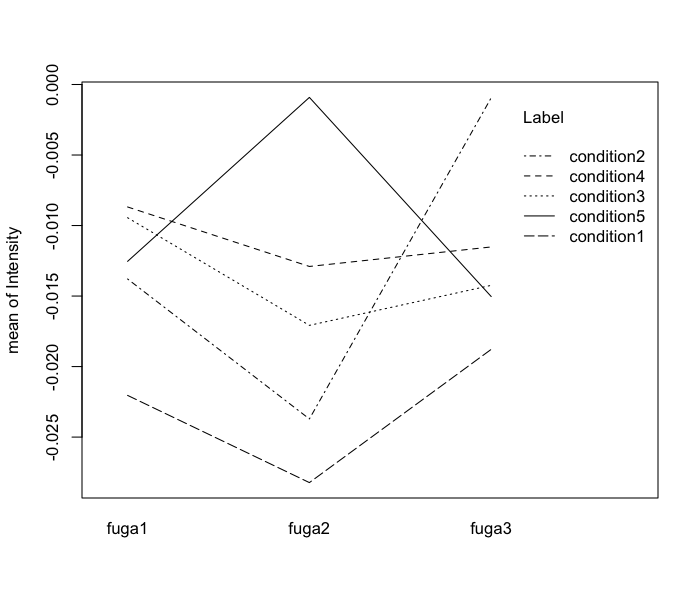 0.000
-0.005
-0.010
-0.015
-0.020
-0.025
mean of Intensity
Label
condition2
condition4
condition3
condition5
condition1
fuga1 fuga2 fuga3